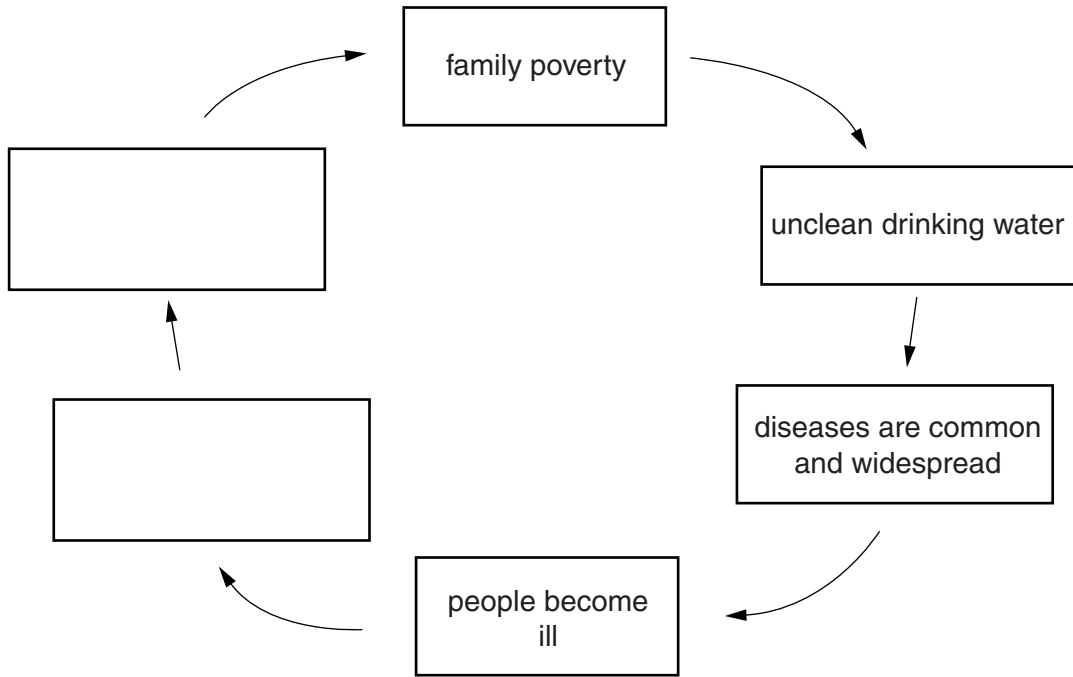 family poverty
unclean drinking water
diseases are common
and widespread
people become
ill